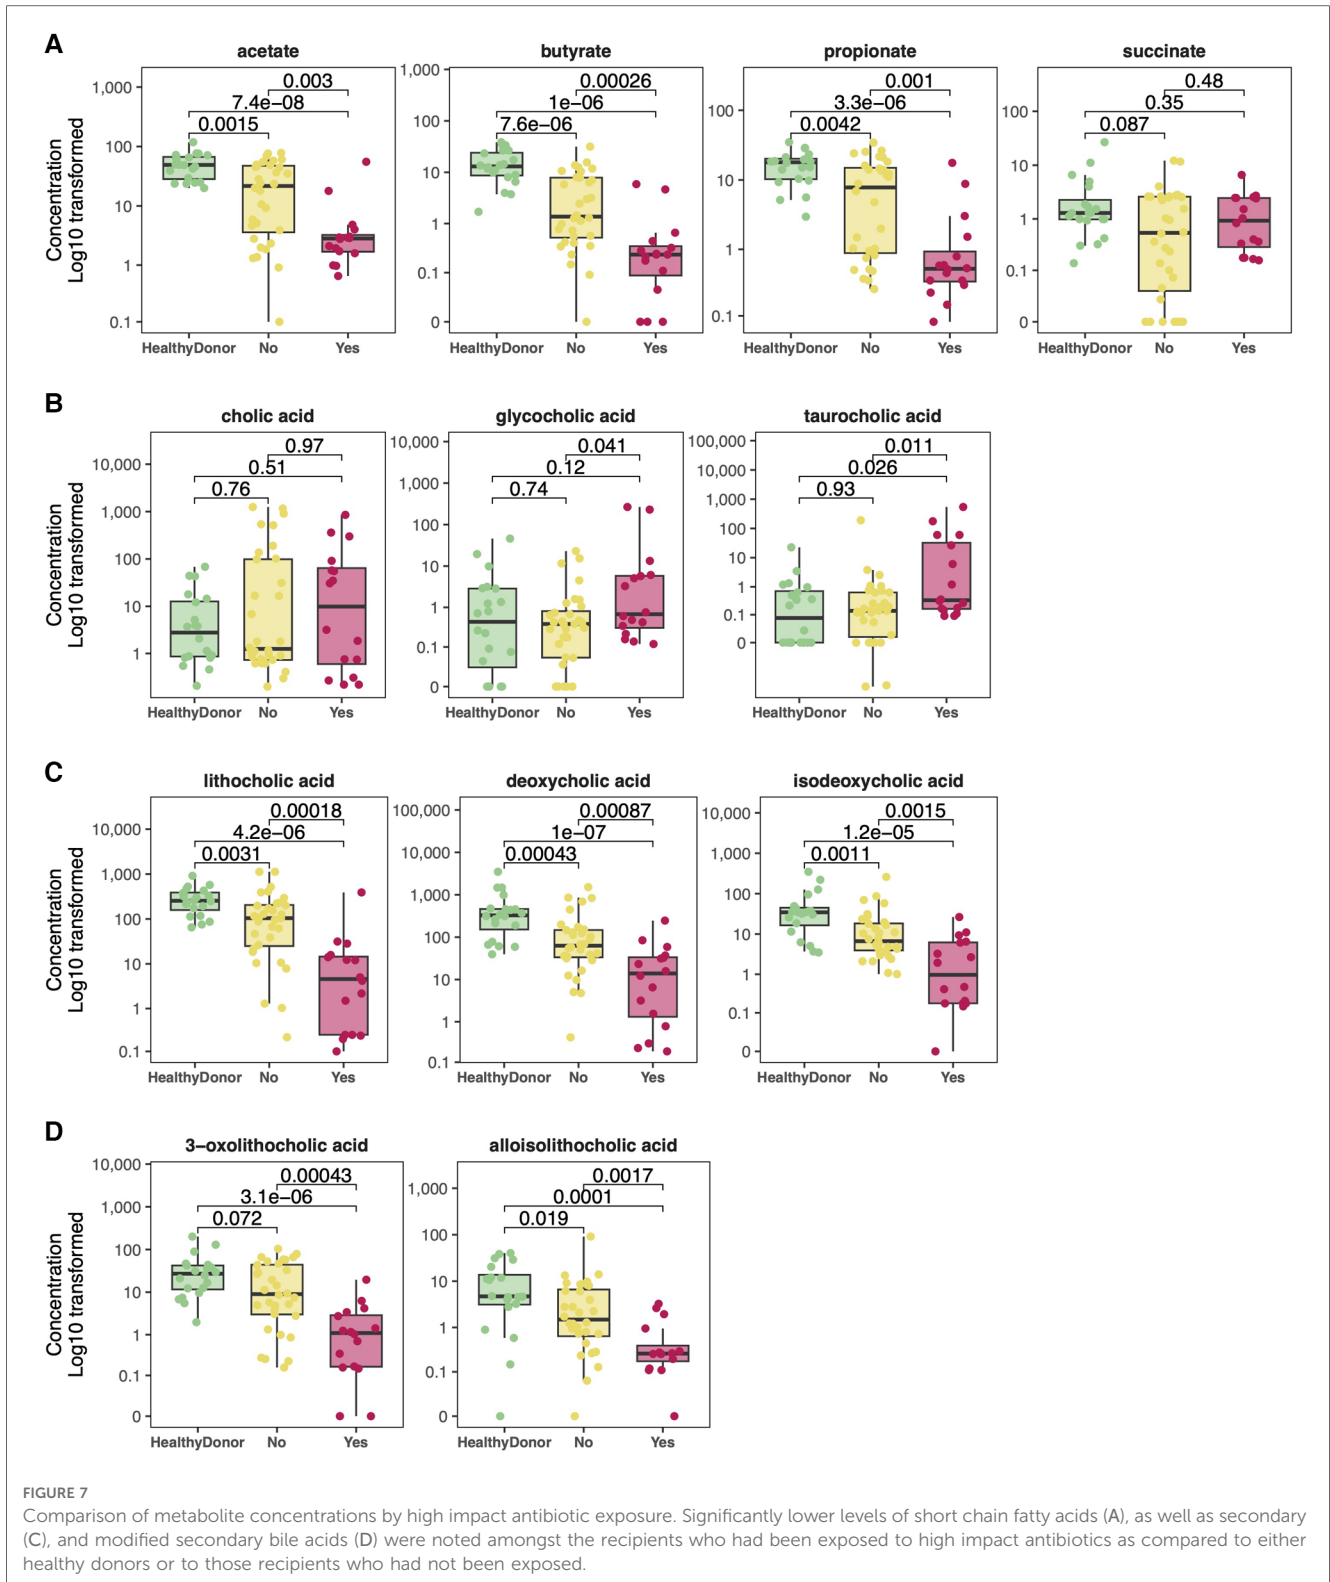 A
acetate
butyrate
propionate
succinate
Concentration
Log10 transformed
1,000
100
10
1
0.1
0.003
7.4e−08
0.0015
HealthyDonor No Yes
1,000
100
10
1
0.1
0
0.00026
1e−06
7.6e−06
HealthyDonor No Yes
100
10
1
0.1
0.001
3.3e−06
0.0042
HealthyDonor No Yes
100
10
1
0.1
0
0.48
0.35
0.087
HealthyDonor No Yes
B
cholic acid
glycocholic acid
taurocholic acid
Concentration
Log10 transformed
10,000
1,000
100
10
1
0.97
0.51
0.76
HealthyDonor No Yes
10,000
1,000
100
10
1
0.1
0
0.041
0.12
0.74
HealthyDonor No Yes
100,000
10,000
1,000
100
10
1
0.1
0
0.011
0.026
0.93
HealthyDonor No Yes
C
lithocholic acid
deoxycholic acid
isodeoxycholic acid
Concentration
Log10 transformed
10,000
1,000
100
10
1
0.1
0.00018
4.2e−06
0.0031
HealthyDonor No Yes
100,000
10,000
1,000
100
10
1
0.1
0.00087
1e−07
0.00043
HealthyDonor No Yes
10,000
1,000
100
10
1
0.1
0
0.0015
1.2e−05
0.0011
HealthyDonor No Yes
D
3−oxolithocholic acid
alloisolithocholic acid
Concentration
Log10 transformed
10,000
1,000
100
10
1
0.1
0
0.00043
3.1e−06
0.072
HealthyDonor No Yes
1,000
100
10
1
0.1
0
0.0017
0.0001
0.019
HealthyDonor No Yes
FIGURE 7
Comparison of metabolite concentrations by high impact antibiotic exposure. Significantly lower levels of short chain fatty acids (A), as well as secondary
(C), and modified secondary bile acids (D) were noted amongst the recipients who had been exposed to high impact antibiotics as compared to either
healthy donors or to those recipients who had not been exposed.